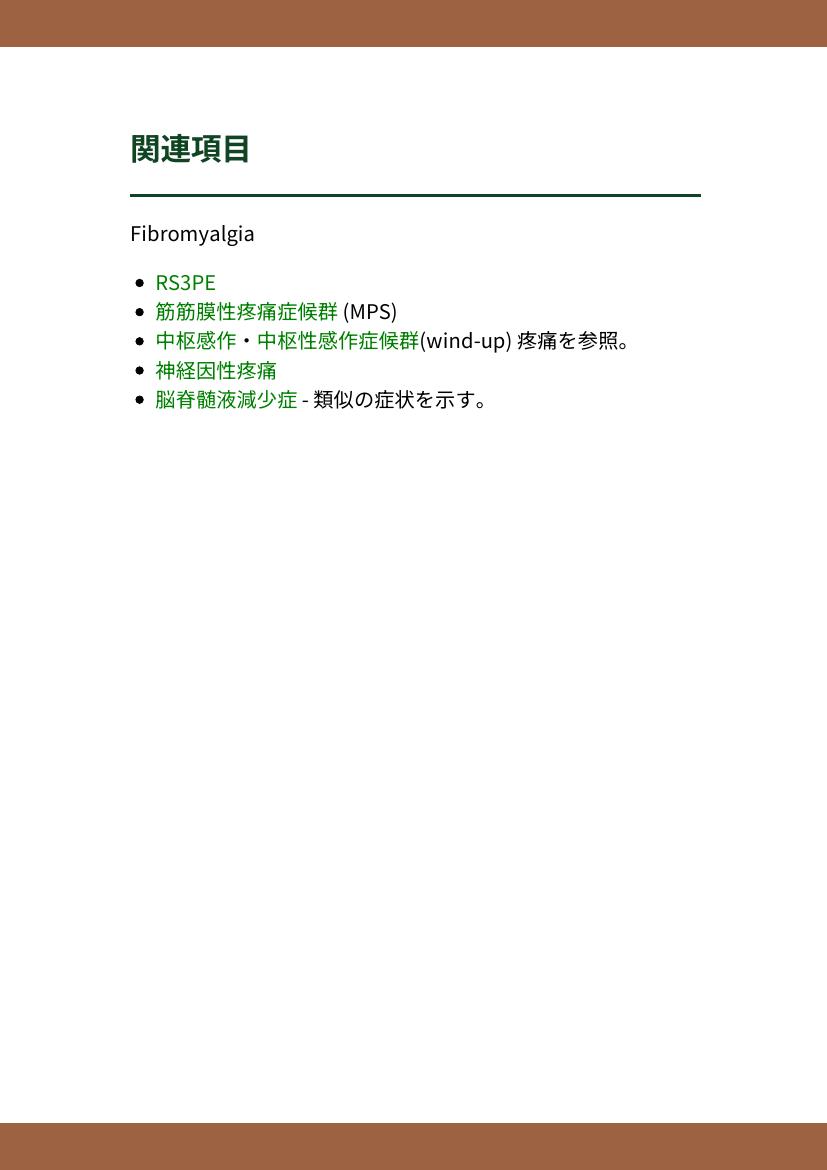 関連項目
Fibromyalgia
RS3PE
筋筋膜性疼痛症候群 (MPS)
中枢感作・中枢性感作症候群(wind-up) 疼痛を参照。
神経因性疼痛
脳脊髄液減少症 - 類似の症状を示す。